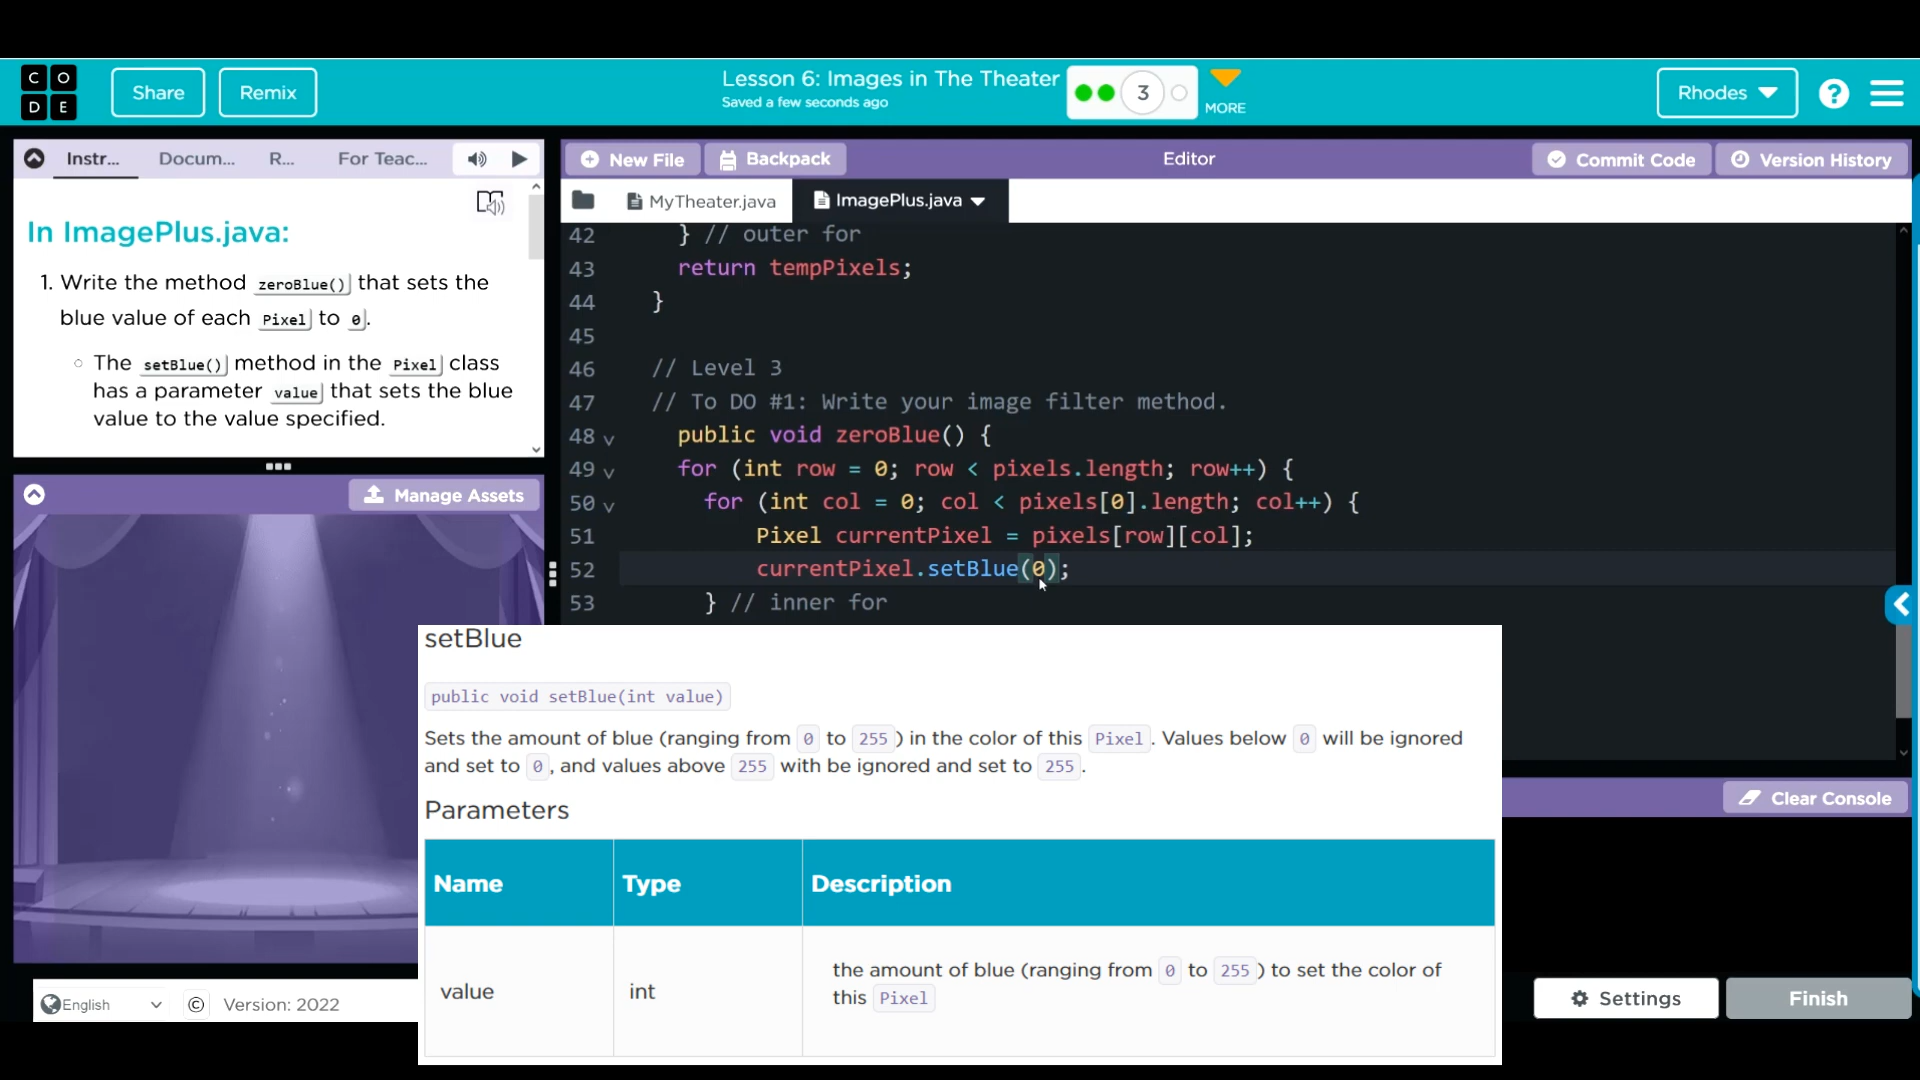 C O
D E
Share
Remix
Lesson 6: Images in The Theater
Saved a few seconds ago
3
MORE
Rhodes
?
Instr...
Docum...
R...
For Teac...
In ImagePlus.java:
1. Write the method zeroBlue() that sets the
blue value of each Pixel to 0.
The setBlue() method in the Pixel class
has a parameter value that sets the blue
value to the value specified.
Manage Assets
New File
Backpack
Editor
Commit Code
Version History
MyTheater.java
ImagePlus.java
42 } // outer for
43 return tempPixels;
44 }
45
46 // Level 3
47 // To DO #1: Write your image filter method.
48 public void zeroBlue() {
49 for (int row = 0; row < pixels.length; row++) {
50 for (int col = 0; col < pixels[0].length; col++) {
51 Pixel currentPixel = pixels[row][col];
52 currentPixel.setBlue(0);
53 } // inner for
setBlue
public void setBlue(int value)
Sets the amount of blue (ranging from 0 to 255) in the color of this Pixel. Values below 0 will be ignored
and set to 0, and values above 255 with be ignored and set to 255.
Parameters
Name Type Description
value int the amount of blue (ranging from 0 to 255) to set the color of
this Pixel
Clear Console
English
© Version: 2022
Settings
Finish